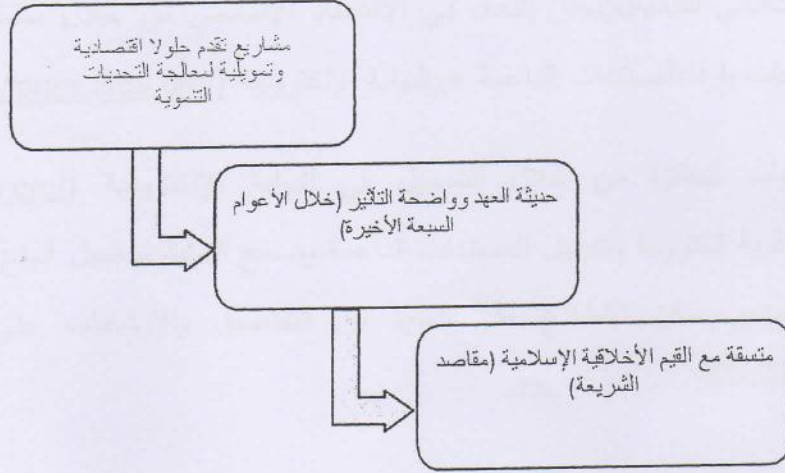 مشاريع تقدم حلولا اقتصادية
وتمويلية لمعالجة التحديات
التنموية
حديثة العهد وواضحة التأثير (خلال الأعوام
السبعة الأخيرة)
متسقة مع القيم الأخلاقية الإسلامية (مقاصد
الشريعة)